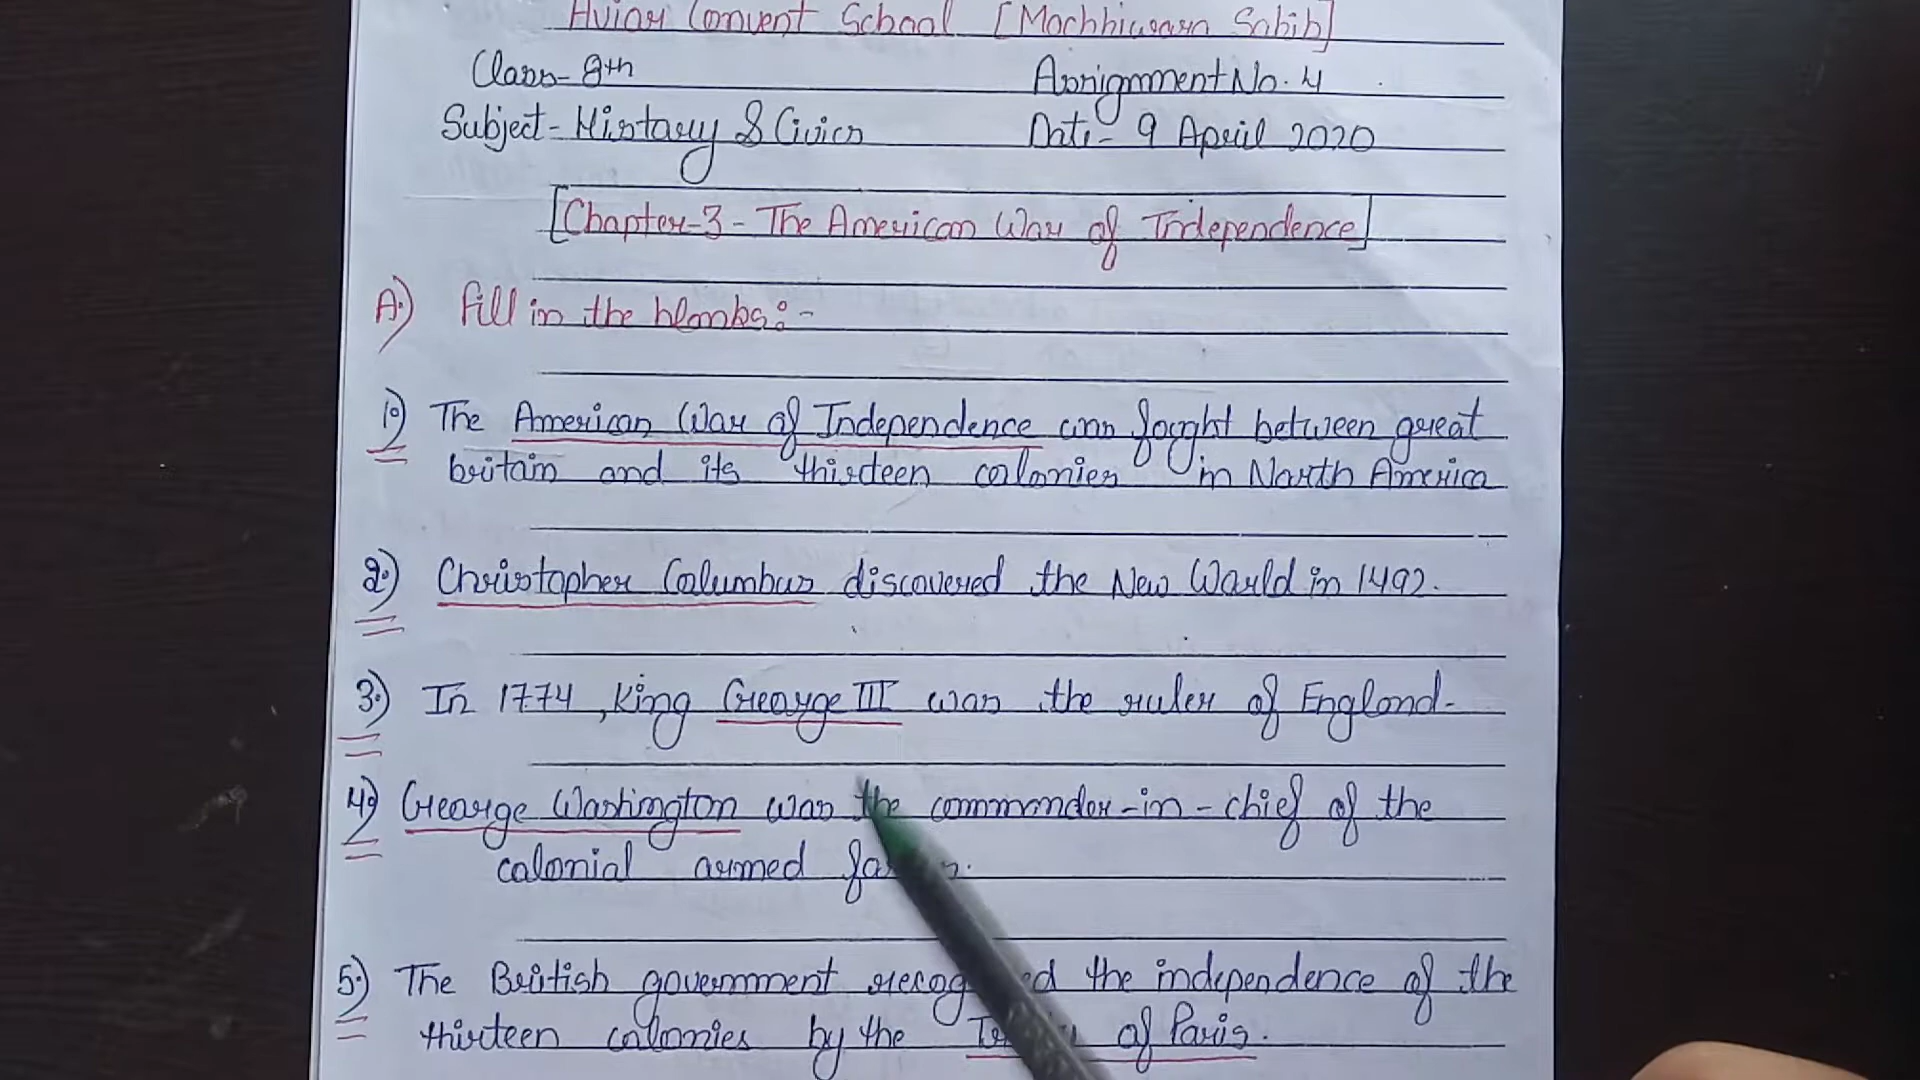 Convent School [Machhiwara Sahib]
Class- 8th Assignment No. 4
Subject- History & Civics Date- 9 April 2020
[Chapter-3- The American War of Independence]
A) Fill in the blanks:-
1) The American War of Independence was fought between great
britain and its thirteen colonies in North America
2) Christopher Columbus discovered the New World in 1492.
3) In 1774, King George III was the ruler of England-
4) George Washington was the commander-in-chief of the
colonial armed
5) The British government the independence of the
thirteen colonies by the of Paris.